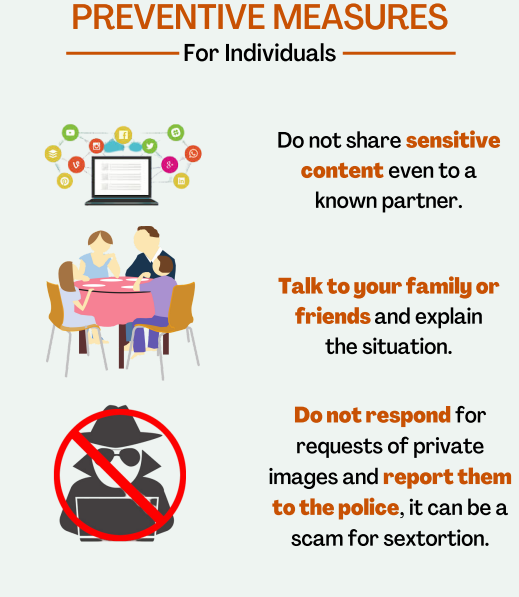 PREVENTIVE MEASURES
For Individuals
Do not share sensitive
content even to a
known partner.
Talk to your family or
friends and explain
the situation.
Do not respond for
requests of private
images and report them
to the police, it can be a
scam for sextortion.